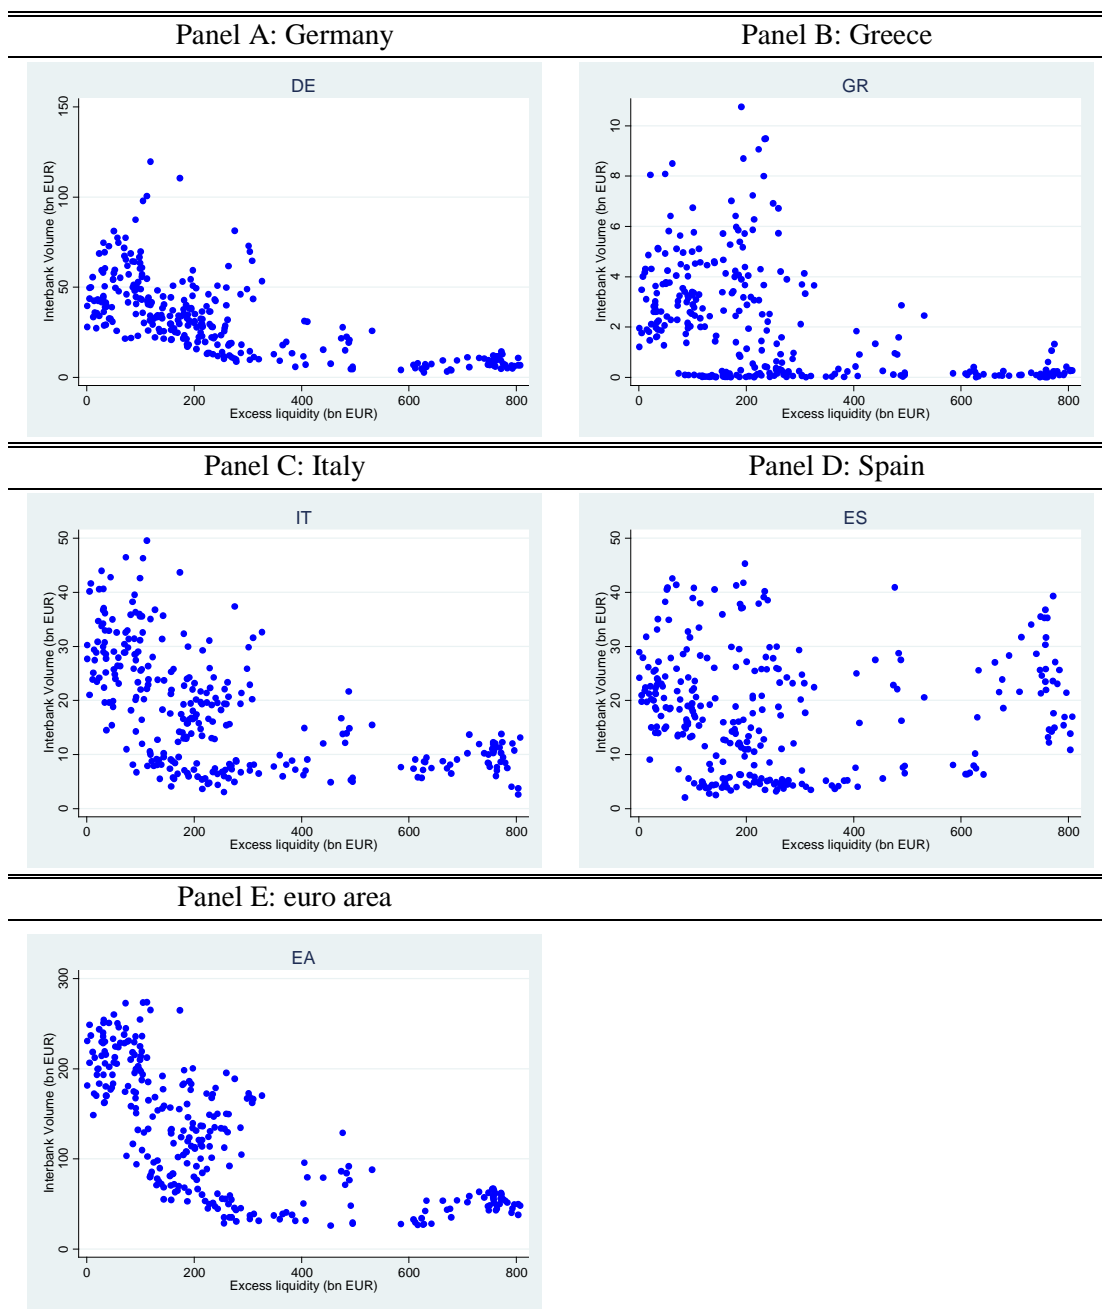 Panel A: Germany
Panel B: Greece
DE
Interbank Volume (bn EUR)
150
100
50
0
0 200 400 600 800
Excess liquidity (bn EUR)
GR
Interbank Volume (bn EUR)
10
8
6
4
2
0
0 200 400 600 800
Excess liquidity (bn EUR)
Panel C: Italy
Panel D: Spain
IT
Interbank Volume (bn EUR)
50
40
30
20
10
0
0 200 400 600 800
Excess liquidity (bn EUR)
ES
Interbank Volume (bn EUR)
50
40
30
20
10
0
0 200 400 600 800
Excess liquidity (bn EUR)
Panel E: euro area
EA
Interbank Volume (bn EUR)
300
200
100
0
0 200 400 600 800
Excess liquidity (bn EUR)